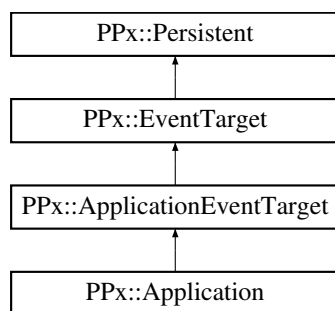 PPx::Persistent
PPx::EventTarget
PPx::ApplicationEventTarget
PPx::Application